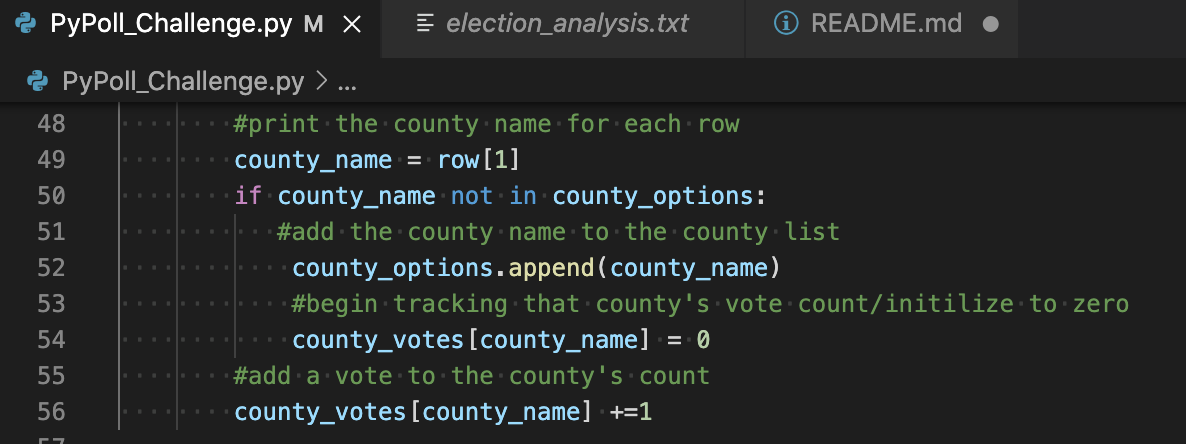 PyPoll_Challenge.py M × election_analysis.txt README.md
PyPoll_Challenge.py > ...
48 #print the county name for each row
49 county_name = row[1]
50 if county_name not in county_options:
51 #add the county name to the county list
52 county_options.append(county_name)
53 #begin tracking that county's vote count/initilize to zero
54 county_votes[county_name] = 0
55 #add a vote to the county's count
56 county_votes[county_name] +=1
57